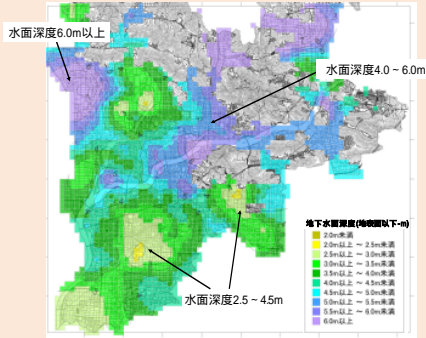 水面深度6.0m以上
水面深度4.0~6.0m
地下水面深度(地表面以下-m)
2.0m未満
2.0m以上 ~ 2.5m未満
2.5m以上 ~ 3.0m未満
3.0m以上 ~ 3.5m未満
3.5m以上 ~ 4.0m未満
4.0m以上 ~ 4.5m未満
4.5m以上 ~ 5.0m未満
5.0m以上 ~ 5.5m未満
5.5m以上 ~ 6.0m未満
6.0m以上
水面深度2.5~4.5m